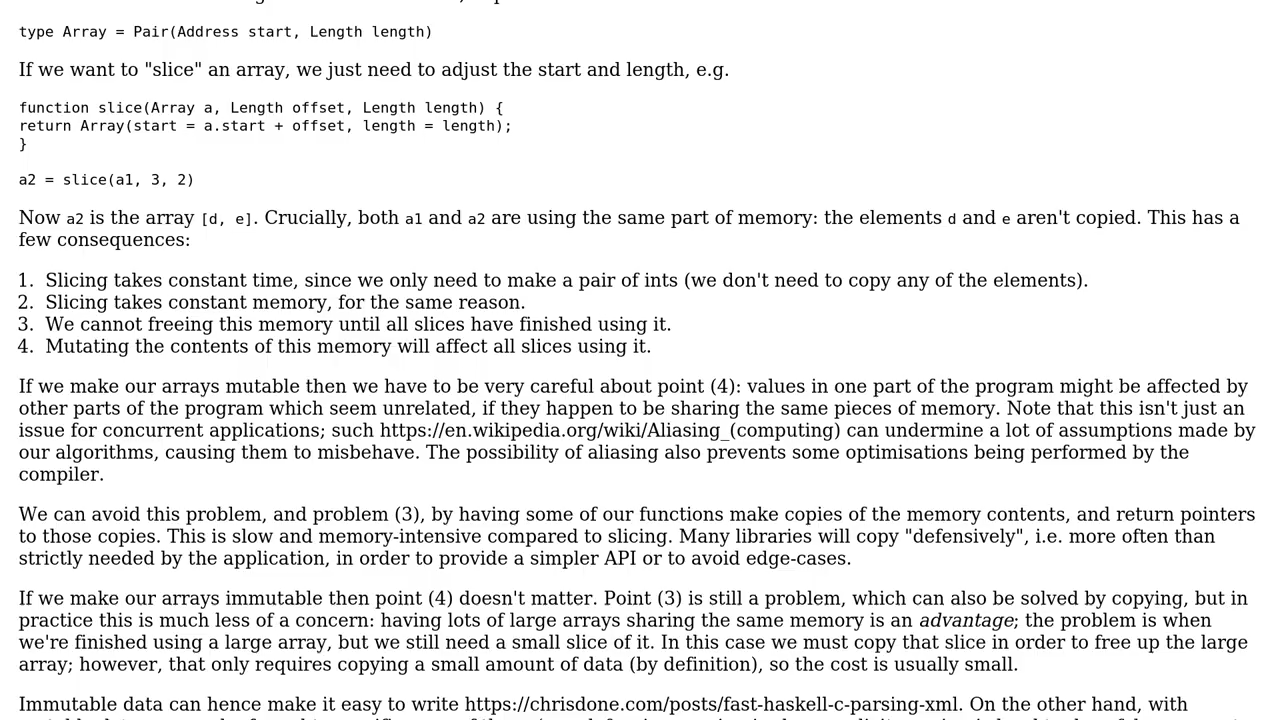 type Array = Pair(Address start, Length length)
If we want to "slice" an array, we just need to adjust the start and length, e.g.
function slice(Array a, Length offset, Length length) {
return Array(start = a.start + offset, length = length);
}
a2 = slice(a1, 3, 2)
Now a2 is the array [d, e]. Crucially, both a1 and a2 are using the same part of memory: the elements d and e aren't copied. This has a
few consequences:
1. Slicing takes constant time, since we only need to make a pair of ints (we don't need to copy any of the elements).
2. Slicing takes constant memory, for the same reason.
3. We cannot freeing this memory until all slices have finished using it.
4. Mutating the contents of this memory will affect all slices using it.
If we make our arrays mutable then we have to be very careful about point (4): values in one part of the program might be affected by
other parts of the program which seem unrelated, if they happen to be sharing the same pieces of memory. Note that this isn't just an
issue for concurrent applications; such https://en.wikipedia.org/wiki/Aliasing_(computing) can undermine a lot of assumptions made by
our algorithms, causing them to misbehave. The possibility of aliasing also prevents some optimisations being performed by the
compiler.
We can avoid this problem, and problem (3), by having some of our functions make copies of the memory contents, and return pointers
to those copies. This is slow and memory-intensive compared to slicing. Many libraries will copy "defensively", i.e. more often than
strictly needed by the application, in order to provide a simpler API or to avoid edge-cases.
If we make our arrays immutable then point (4) doesn't matter. Point (3) is still a problem, which can also be solved by copying, but in
practice this is much less of a concern: having lots of large arrays sharing the same memory is an advantage; the problem is when
we're finished using a large array, but we still need a small slice of it. In this case we must copy that slice in order to free up the large
array; however, that only requires copying a small amount of data (by definition), so the cost is usually small.
Immutable data can hence make it easy to write https://chrisdone.com/posts/fast-haskell-c-parsing-xml. On the other hand, with